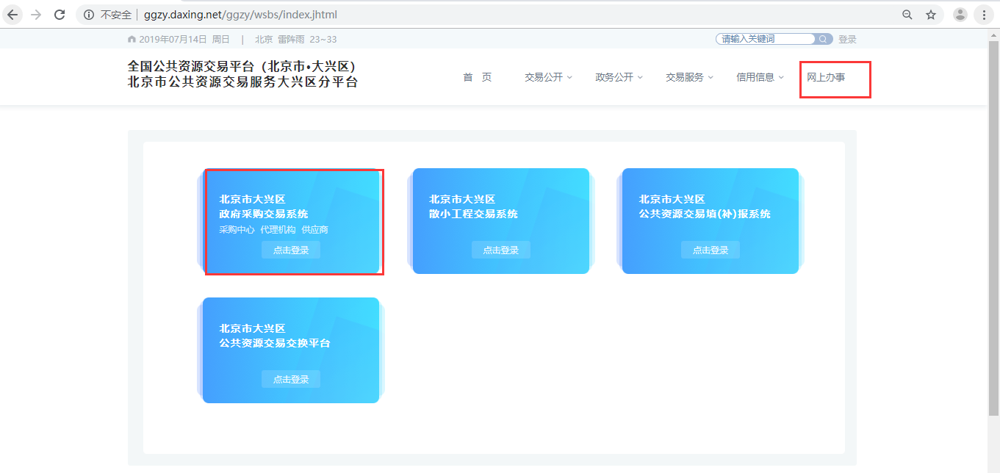 不安全 ggzy.daxing.net/ggzy/wsbs/index.jhtml
2019年07月14日 周日 | 北京 雷阵雨 23~33 请输入关键词 登录
全国公共资源交易平台（北京市•大兴区）
北京市公共资源交易服务大兴区分平台
首 页 交易公开 政务公开 交易服务 信用信息 网上办事
北京市大兴区
政府采购交易系统
采购中心 代理机构 供应商
点击登录
北京市大兴区
散小工程交易系统
点击登录
北京市大兴区
公共资源交易填(补)报系统
点击登录
北京市大兴区
公共资源交易交换平台
点击登录